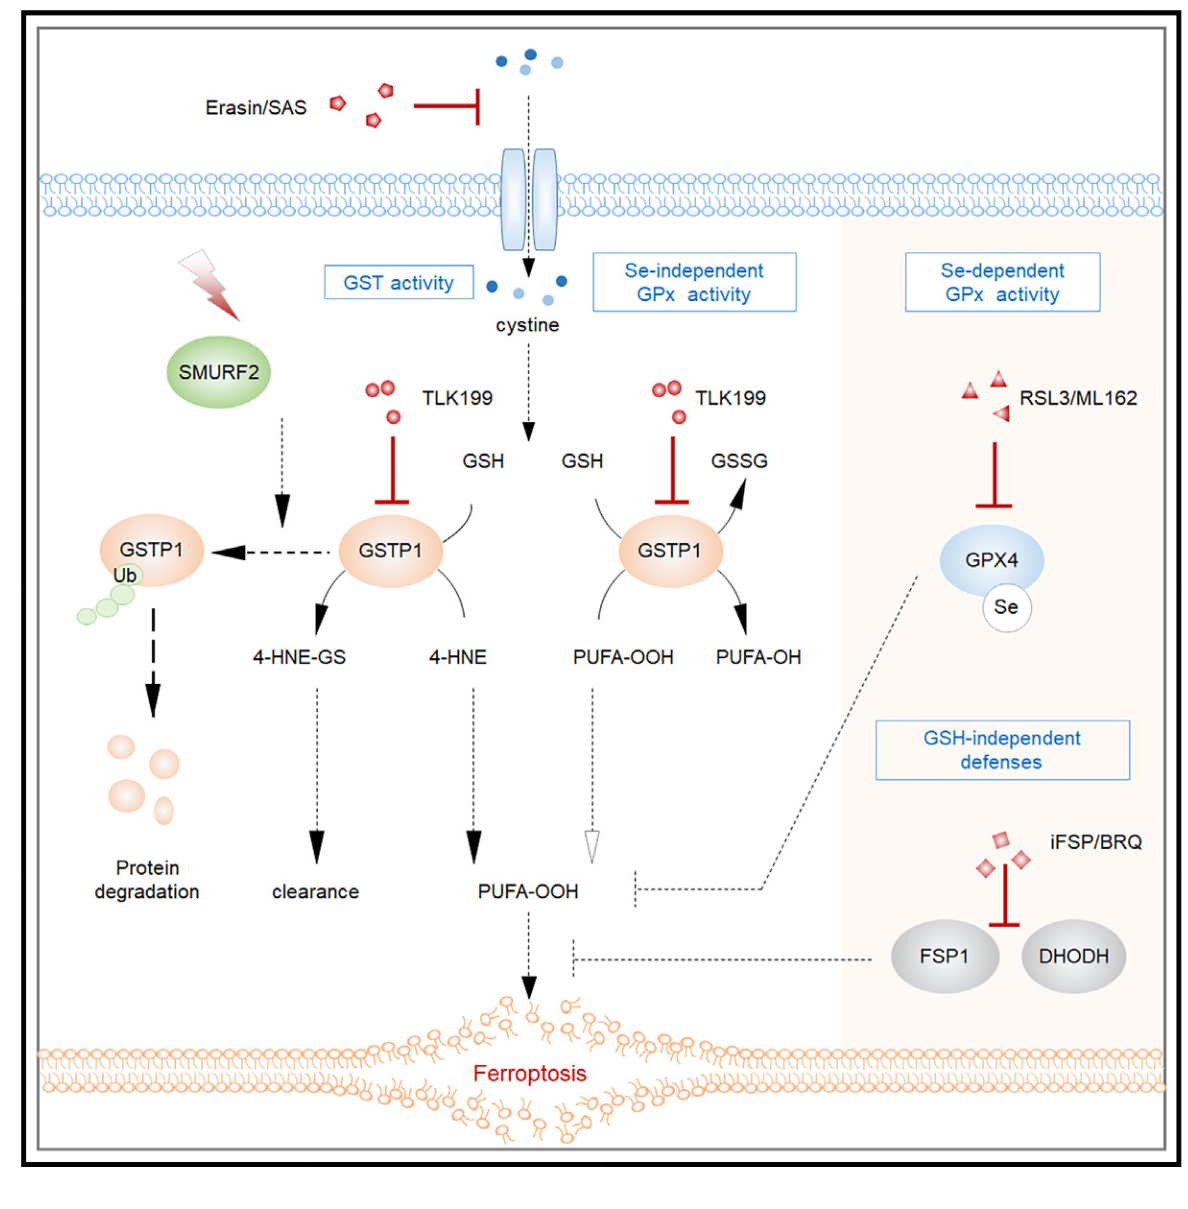 Erasin/SAS
GST activity
Se-independent
GPx activity
Se-dependent
GPx activity
cystine
SMURF2
TLK199
TLK199
RSL3/ML162
GSH
GSH
GSSG
GSTP1
Ub
GSTP1
GSTP1
GPX4
Se
4-HNE-GS
4-HNE
PUFA-OOH
PUFA-OH
GSH-independent
defenses
iFSP/BRQ
Protein
degradation
clearance
PUFA-OOH
FSP1
DHODH
Ferroptosis